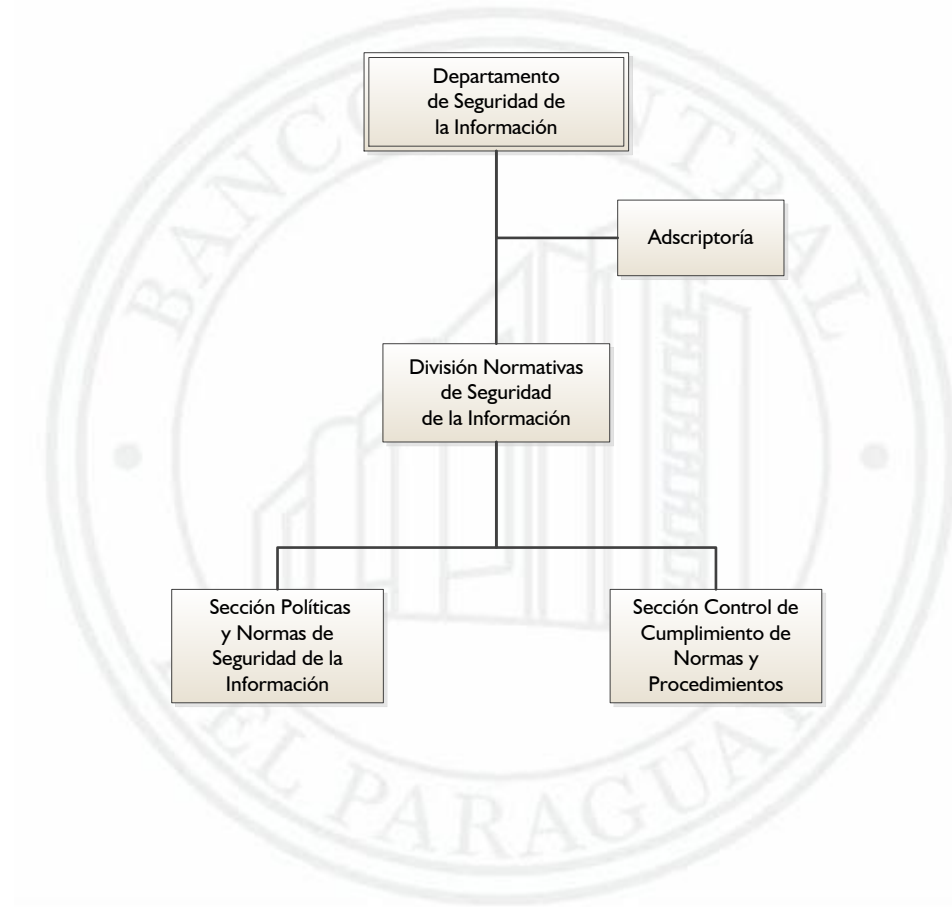 Departamento
de Seguridad de
la Información
Adscriptoría
División Normativas
de Seguridad
de la Información
Sección Políticas
y Normas de
Seguridad de la
Información
Sección Control de
Cumplimiento de
Normas y
Procedimientos
BANCO CENTRAL
DEL PARAGUAY